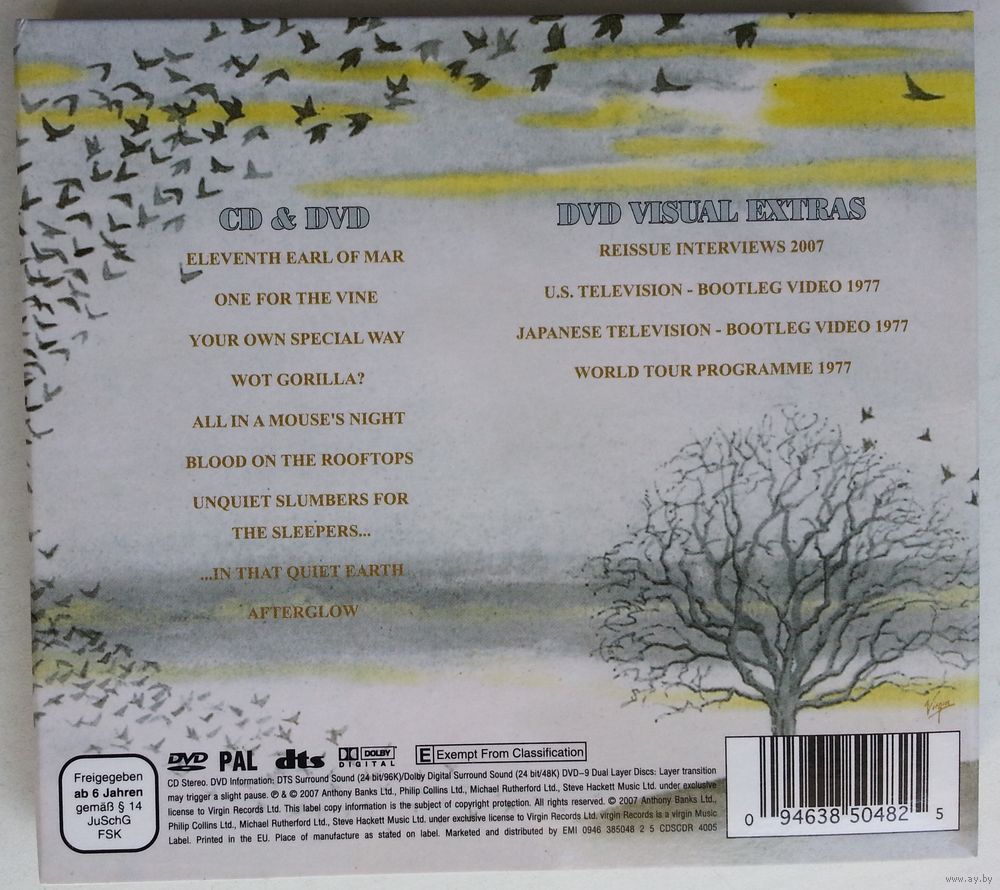 CD & DVD
ELEVENTH EARL OF MAR
ONE FOR THE VINE
YOUR OWN SPECIAL WAY
WOT GORILLA?
ALL IN A MOUSE'S NIGHT
BLOOD ON THE ROOFTOPS
UNQUIET SLUMBERS FOR
THE SLEEPERS...
...IN THAT QUIET EARTH
AFTERGLOW
DVD VISUAL EXTRAS
REISSUE INTERVIEWS 2007
U.S. TELEVISION - BOOTLEG VIDEO 1977
JAPANESE TELEVISION - BOOTLEG VIDEO 1977
WORLD TOUR PROGRAMME 1977
Virgin
Freigegeben
ab 6 Jahren
gemäß § 14
JuSchG
FSK
DVD PAL dts DOLBY DIGITAL E Exempt From Classification
CD Stereo. DVD Information: DTS Surround Sound (24 bit/96K)/Dolby Digital Surround Sound (24 bit/48K) DVD–9 Dual Layer Discs: Layer transition
may trigger a slight pause. ℗ & © 2007 Anthony Banks Ltd., Philip Collins Ltd., Michael Rutherford Ltd., Steve Hackett Music Ltd. under exclusive
license to Virgin Records Ltd. This label copy information is the subject of copyright protection. All rights reserved. © 2007 Anthony Banks Ltd.,
Philip Collins Ltd., Michael Rutherford Ltd., Steve Hackett Music Ltd. under exclusive license to Virgin Records Ltd. virgin Records is a virgin Music
Label. Printed in the EU. Place of manufacture as stated on label. Marketed and distributed by EMI 0946 385048 2 5 CDSCDR 4005
0 94638 50482 5
www.ay.by